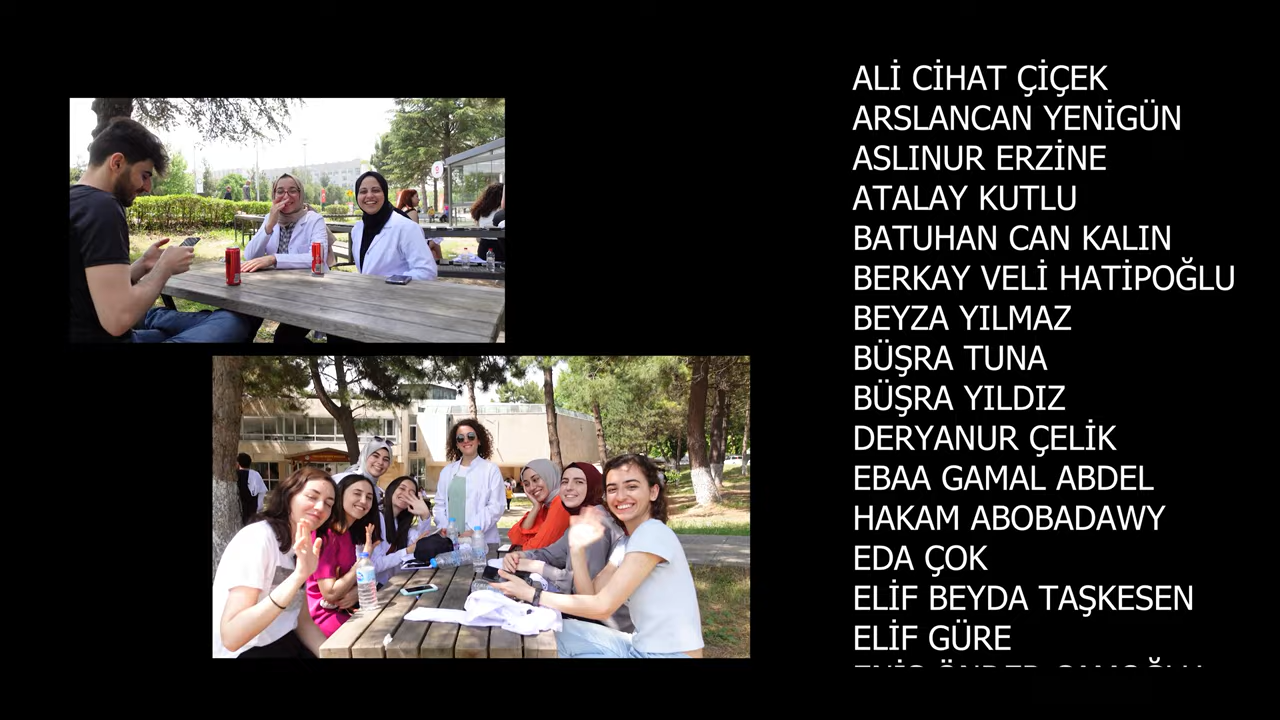 ALİ CİHAT ÇİÇEK
ARSLANCAN YENİGÜN
ASLINUR ERZİNE
ATALAY KUTLU
BATUHAN CAN KALIN
BERKAY VELİ HATİPOĞLU
BEYZA YILMAZ
BÜŞRA TUNA
BÜŞRA YILDIZ
DERYANUR ÇELİK
EBAA GAMAL ABDEL
HAKAM ABOBADAWY
EDA ÇOK
ELİF BEYDA TAŞKESEN
ELİF GÜRE